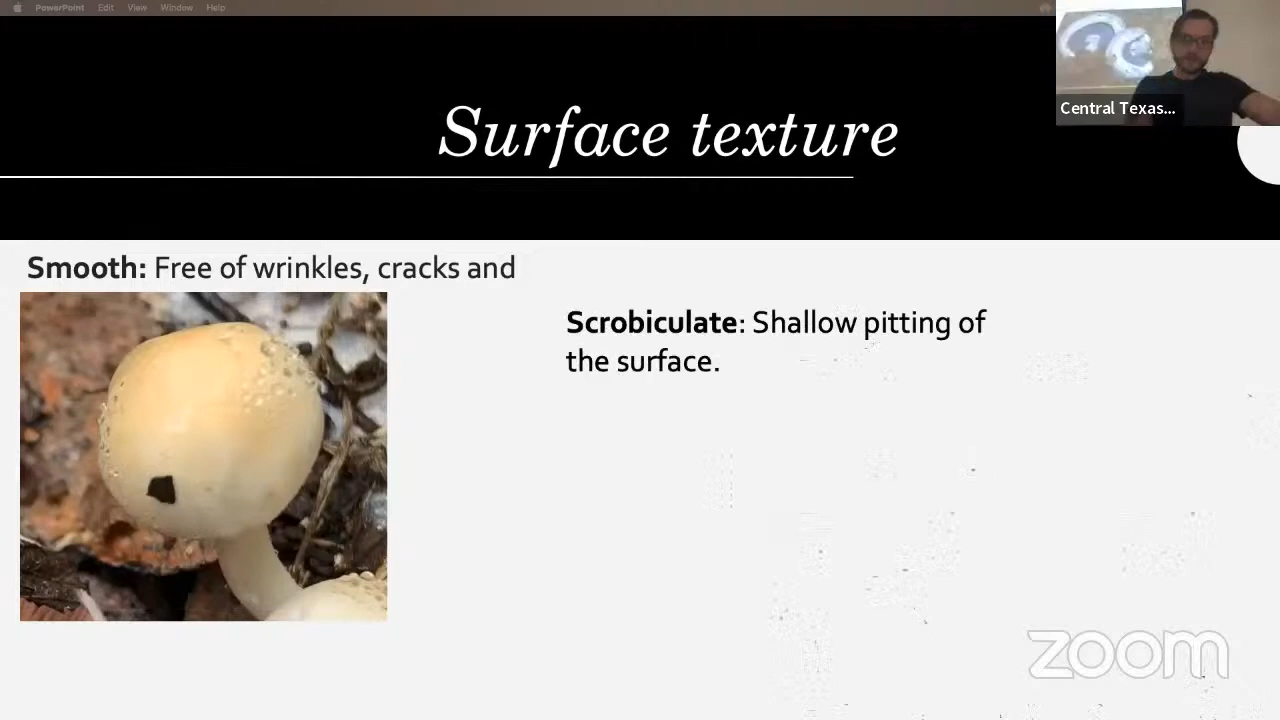 PowerPoint Edit View Window Help
Central Texas...
Surface texture
Smooth: Free of wrinkles, cracks and
Scrobiculate: Shallow pitting of
the surface.
zoom